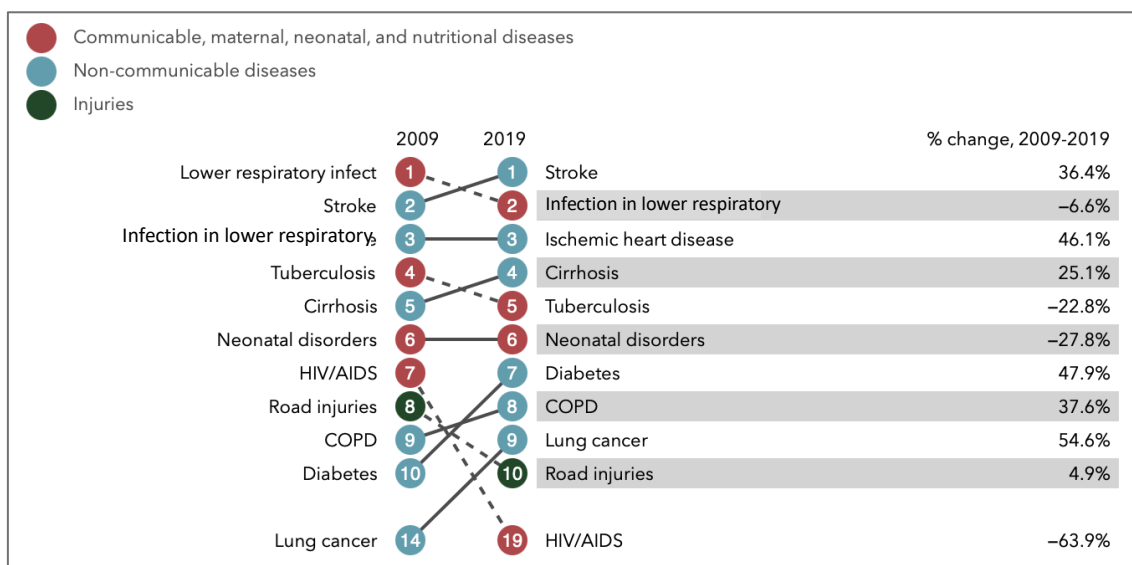 Communicable, maternal, neonatal, and nutritional diseases
Non-communicable diseases
Injuries
2009 2019 % change, 2009-2019
Lower respiratory infect 1 1 Stroke 36.4%
Stroke 2 2 Infection in lower respiratory –6.6%
Infection in lower respiratory 3 3 Ischemic heart disease 46.1%
Tuberculosis 4 4 Cirrhosis 25.1%
Cirrhosis 5 5 Tuberculosis –22.8%
Neonatal disorders 6 6 Neonatal disorders –27.8%
HIV/AIDS 7 7 Diabetes 47.9%
Road injuries 8 8 COPD 37.6%
COPD 9 9 Lung cancer 54.6%
Diabetes 10 10 Road injuries 4.9%
Lung cancer 14 19 HIV/AIDS –63.9%